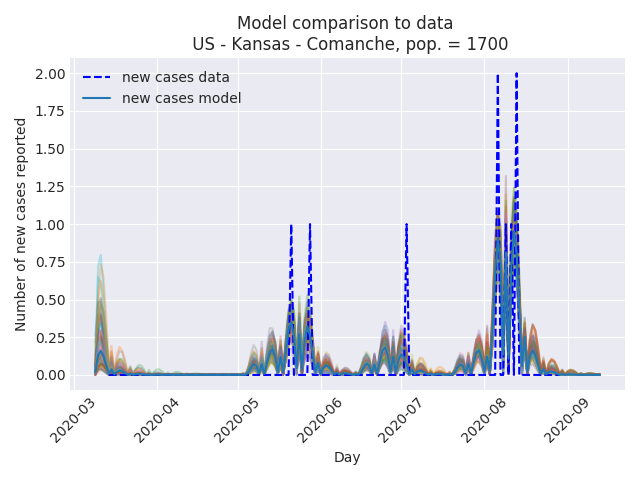 Model comparison to data
US - Kansas - Comanche, pop. = 1700
new cases data
new cases model
Number of new cases reported
2.00
1.75
1.50
1.25
1.00
0.75
0.50
0.25
0.00
2020-03
2020-04
2020-05
2020-06
2020-07
2020-08
2020-09
Day